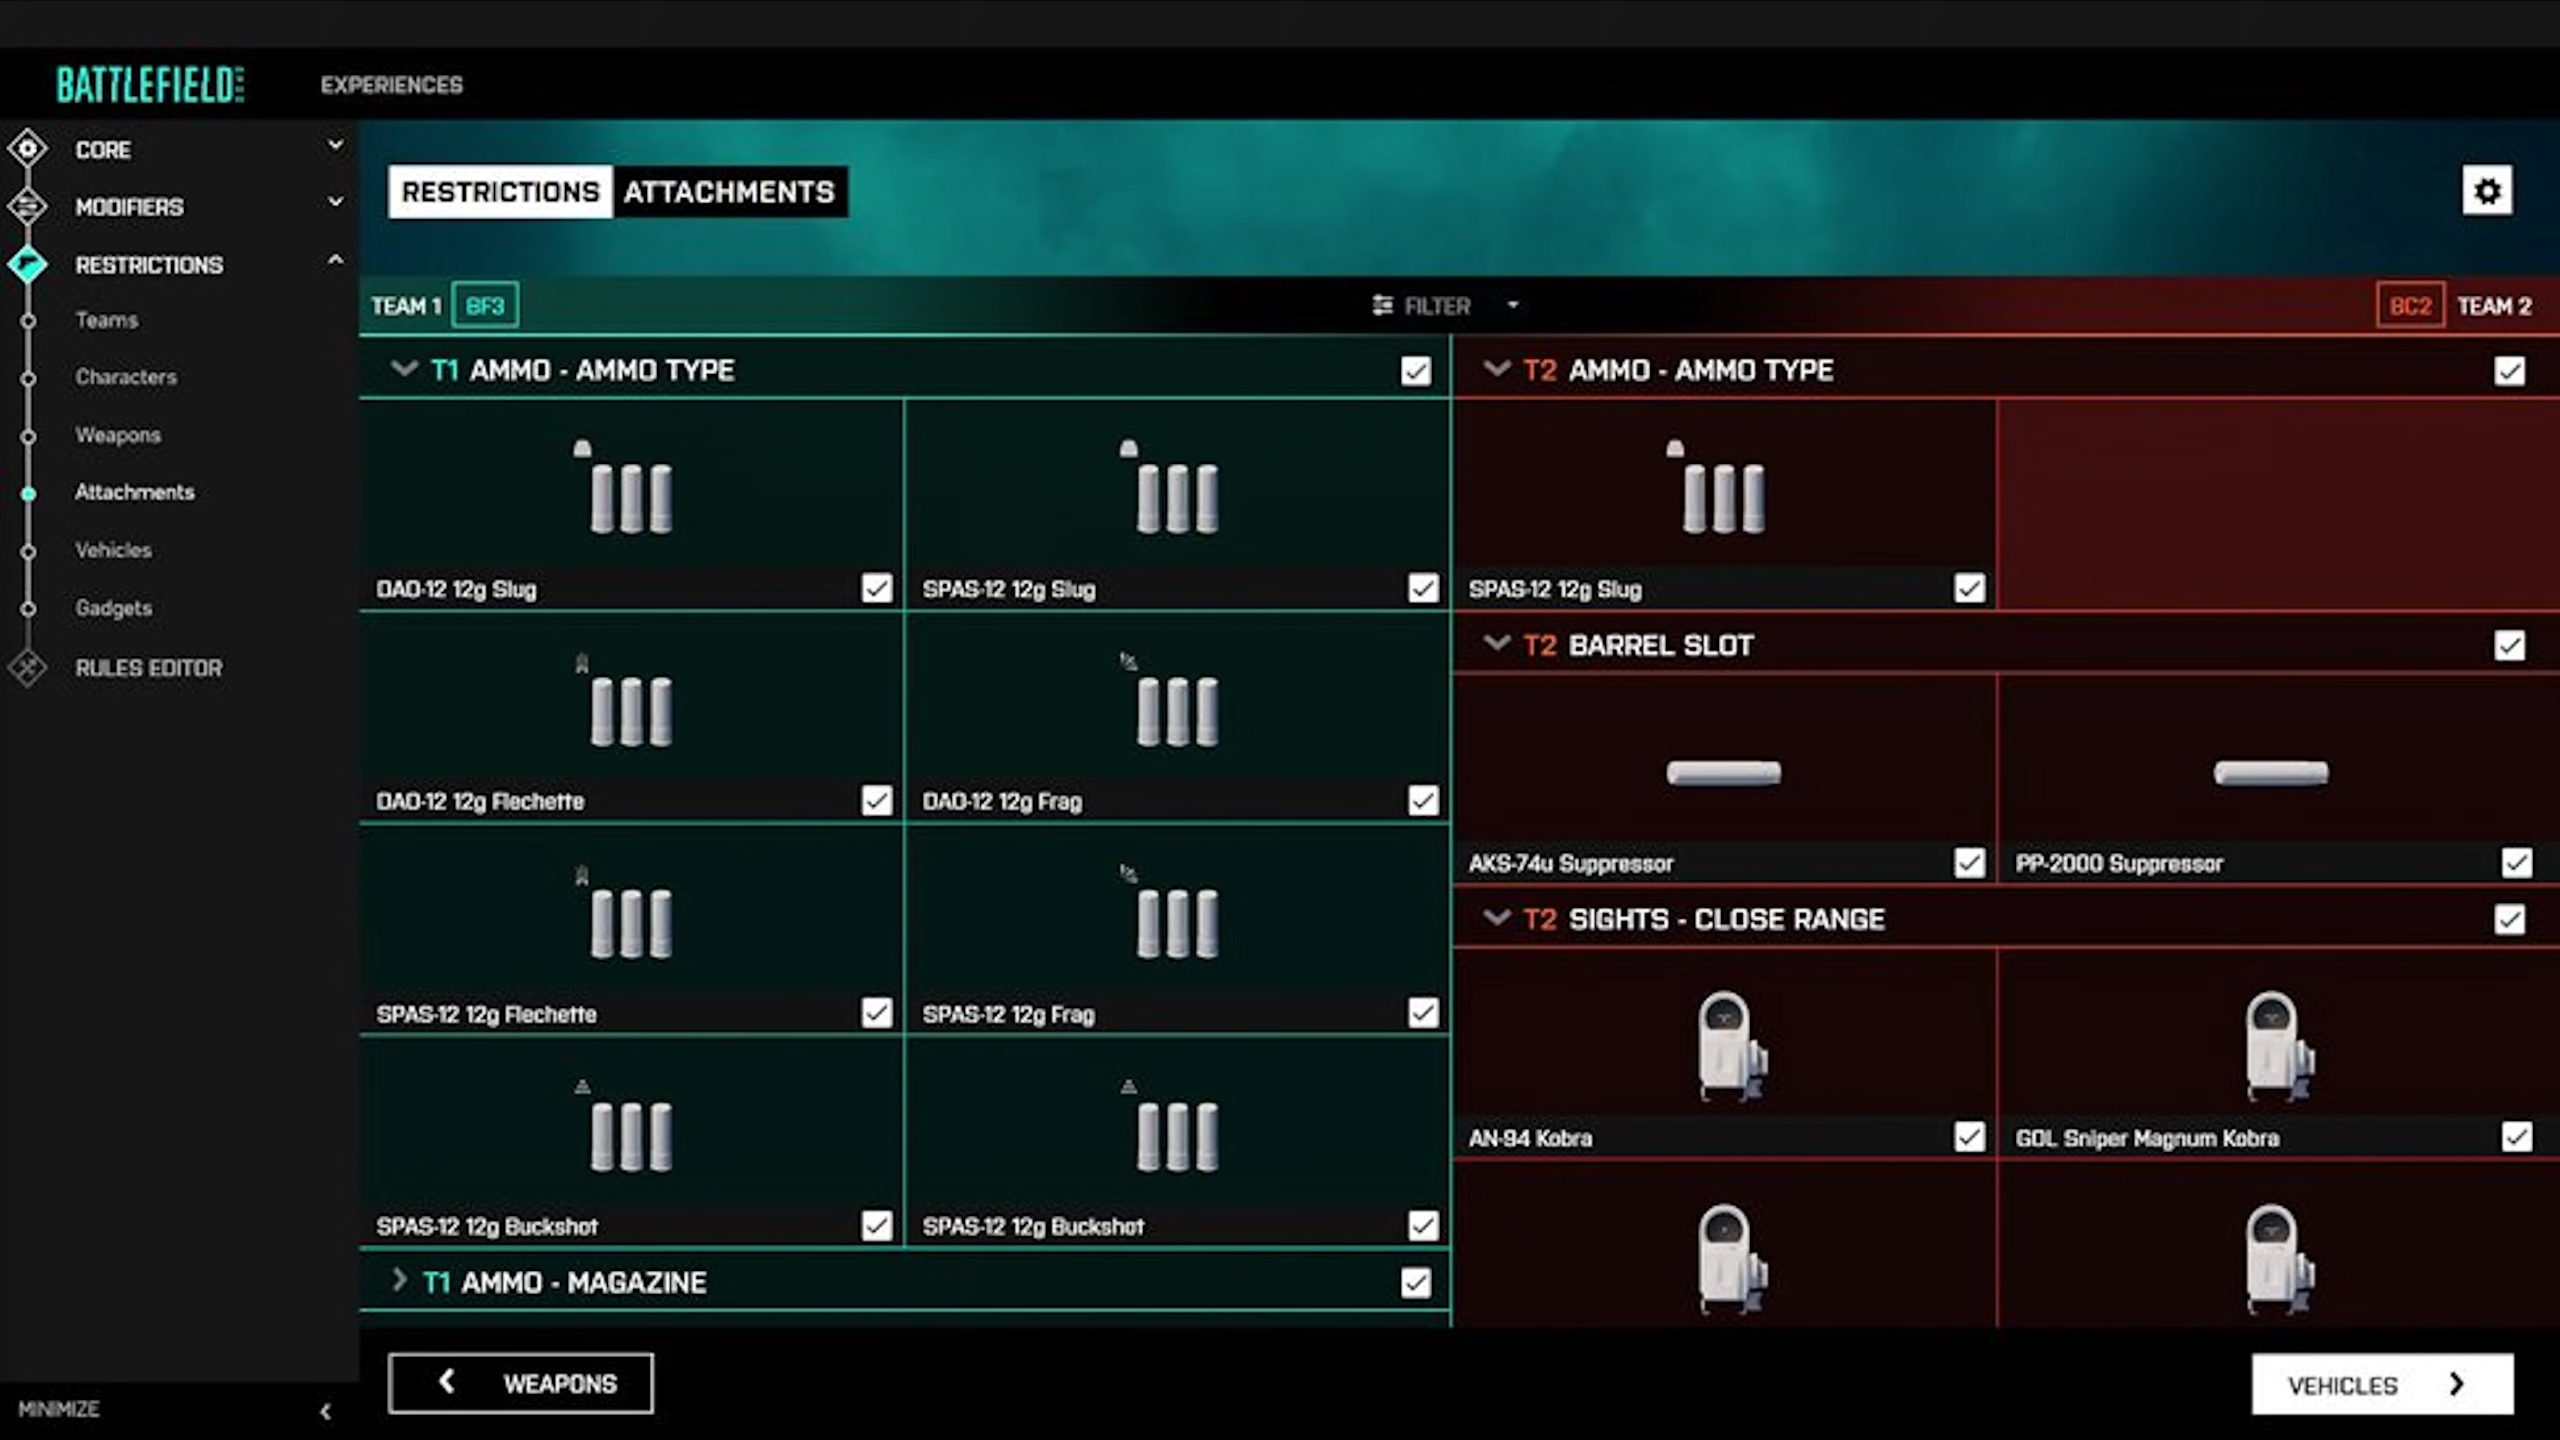 BATTLEFIELD
EXPERIENCES
CORE
MODIFIERS
RESTRICTIONS
Teams
Characters
Weapons
Attachments
Vehicles
Gadgets
RULES EDITOR
MINIMIZE
RESTRICTIONS ATTACHMENTS
TEAM 1 BF3
FILTER
BC2 TEAM 2
T1 AMMO - AMMO TYPE
DAO-12 12g Slug
SPAS-12 12g Slug
DAO-12 12g Flechette
DAO-12 12g Frag
SPAS-12 12g Flechette
SPAS-12 12g Frag
SPAS-12 12g Buckshot
SPAS-12 12g Buckshot
T1 AMMO - MAGAZINE
T2 AMMO - AMMO TYPE
SPAS-12 12g Slug
T2 BARREL SLOT
AKS-74u Suppressor
PP-2000 Suppressor
T2 SIGHTS - CLOSE RANGE
AN-94 Kobra
GOL Sniper Magnum Kobra
WEAPONS
VEHICLES